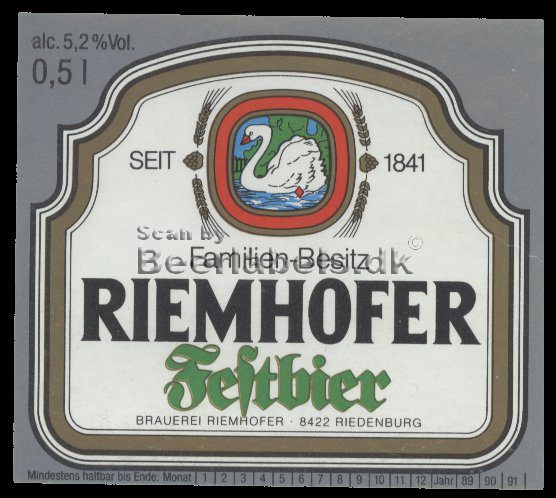 alc. 5,2 %Vol.
0,5 l
SEIT 1841
Scan by
Familien-Besitz
Beerlabels.dk ©
RIEMHOFER
Festbier
BRAUEREI RIEMHOFER · 8422 RIEDENBURG
Mindestens haltbar bis Ende: Monat | 1 | 2 | 3 | 4 | 5 | 6 | 7 | 8 | 9 | 10 | 11 | 12 | Jahr | 89 | 90 | 91 |